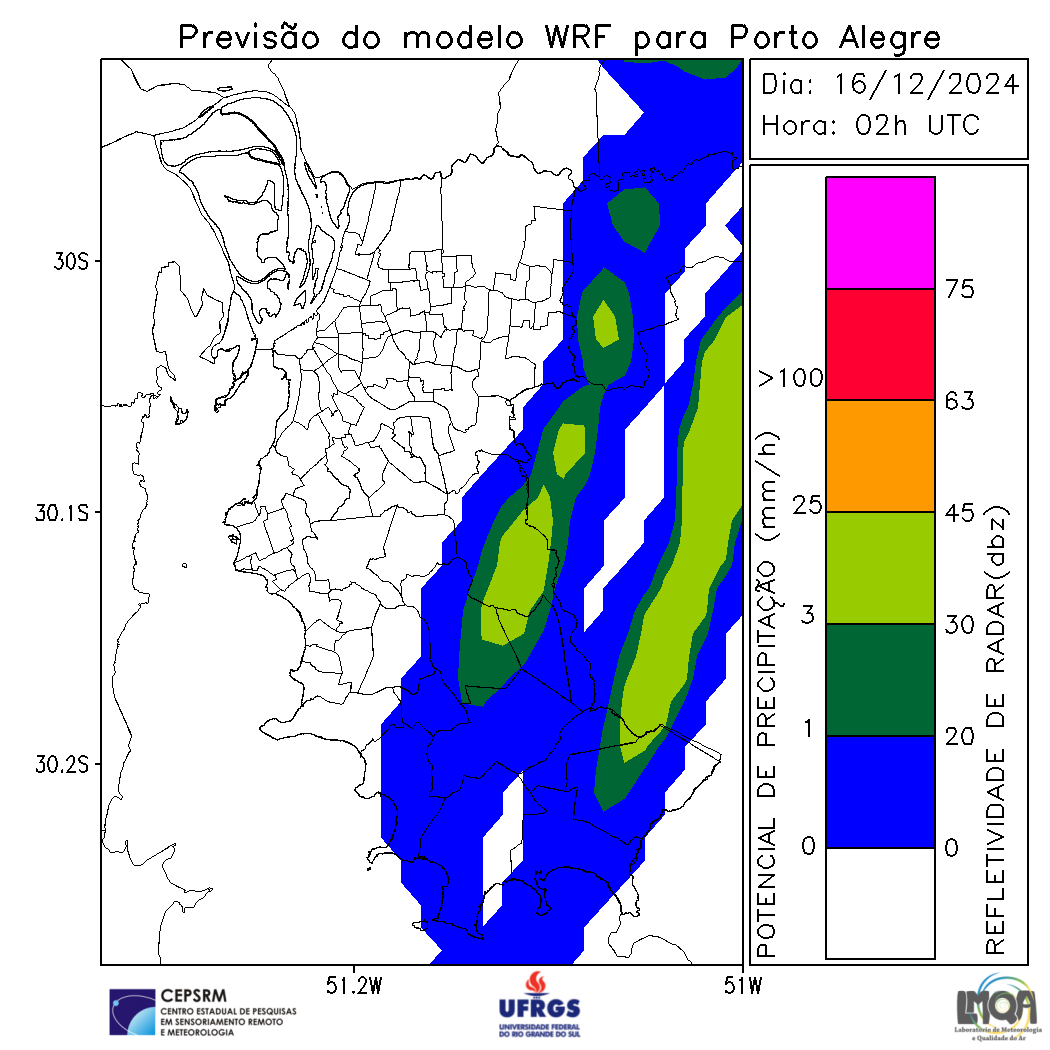 Previsão do modelo WRF para Porto Alegre
Dia: 16/12/2024
Hora: 02h UTC
30S
30.1S
30.2S
51.2W
51W
POTENCIAL DE PRECIPITAÇÃO (mm/h)
>100
25
3
1
0
75
63
45
30
20
0
REFLETIVIDADE DE RADAR(dbz)
CEPSRM
CENTRO ESTADUAL DE PESQUISAS
EM SENSORIAMENTO REMOTO
E METEOROLOGIA
UFRGS
UNIVERSIDADE FEDERAL
DO RIO GRANDE DO SUL
LMQA
Laboratório de Meteorologia
e Qualidade do Ar